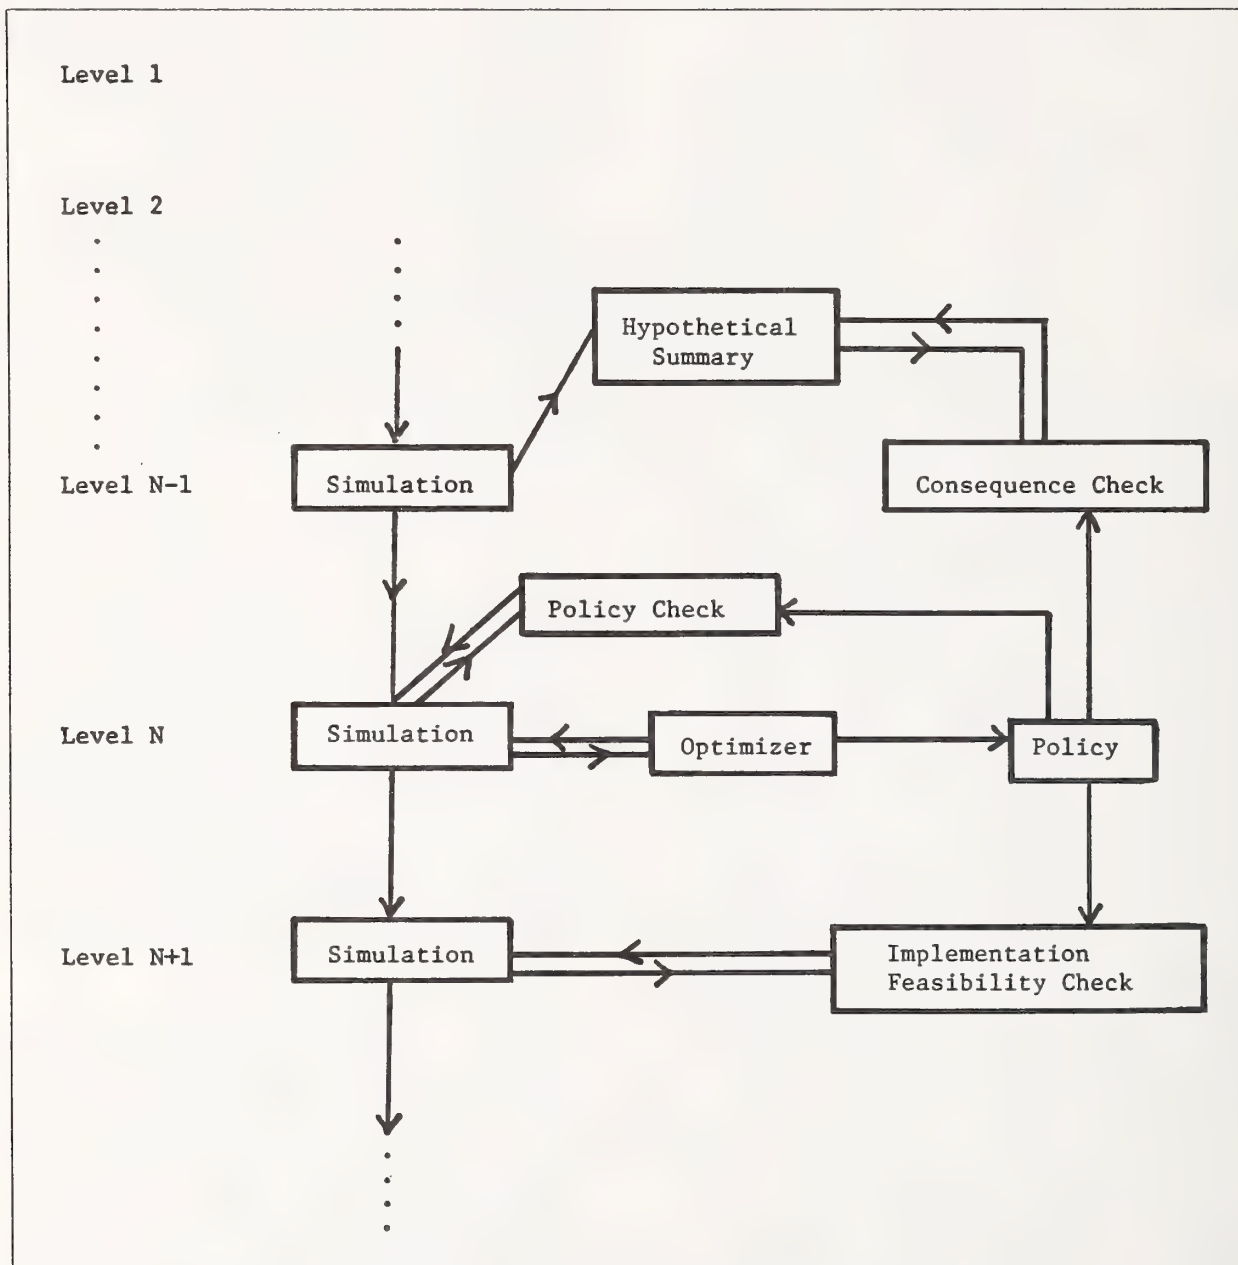 Level 1
Level 2
Hypothetical
Summary
Level N-1
Simulation
Consequence Check
Policy Check
Level N
Simulation
Optimizer
Policy
Level N+1
Simulation
Implementation
Feasibility Check